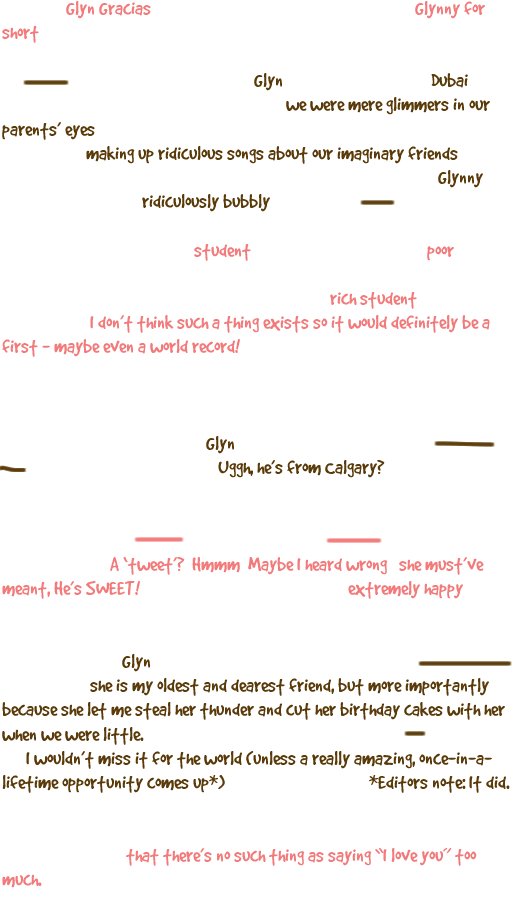 Glyn Gracias Glynny for
short
Glyn Dubai
we were mere glimmers in our
parents' eyes
making up ridiculous songs about our imaginary friends
Glynny
ridiculously bubbly
student poor
rich student
I don't think such a thing exists so it would definitely be a
first - maybe even a world record!
Glyn
Uggh, he's from Calgary?
A 'tweet'? Hmmm Maybe I heard wrong she must've
meant, He's SWEET! extremely happy
Glyn
she is my oldest and dearest friend, but more importantly
because she let me steal her thunder and cut her birthday cakes with her
when we were little.
I wouldn't miss it for the world (unless a really amazing, once-in-a-
lifetime opportunity comes up*) *Editors note: It did.
that there's no such thing as saying "I love you" too
much.